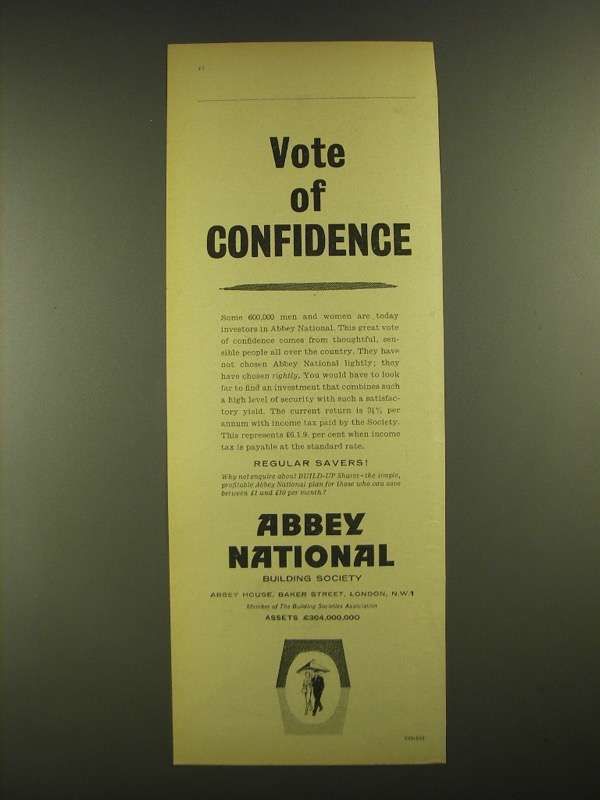 Vote
of
CONFIDENCE
Some 600,000 men and women are today
investors in Abbey National. This great vote
of confidence comes from thoughtful, sen-
sible people all over the country. They have
not chosen Abbey National lightly; they
have chosen rightly. You would have to look
far to find an investment that combines such
a high level of security with such a satisfac-
tory yield. The current return is per
annum with income tax paid by the Society.
This represents £6.1.9. per cent when income
tax is payable at the standard rate.
REGULAR SAVERS!
Why not enquire about BUILD-UP Shares—the simple,
profitable Abbey National plan for those who can save
between £1 and £10 per month?
ABBEY
NATIONAL
BUILDING SOCIETY
ABBEY HOUSE, BAKER STREET, LONDON, N.W.1
Member of The Building Societies Association
ASSETS £304,000,000